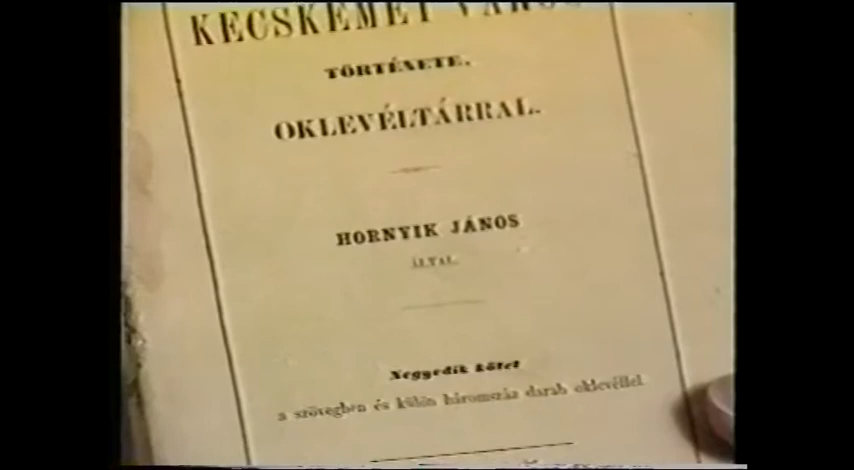 KECSKEMÉT VÁROS
TÖRTÉNETE.
OKLEVÉLTÁRRAL.
HORNYIK JÁNOS
ÁLTAL.
Negyedik kötet
a szövegben és külön háromszáz darab oklevéllel.